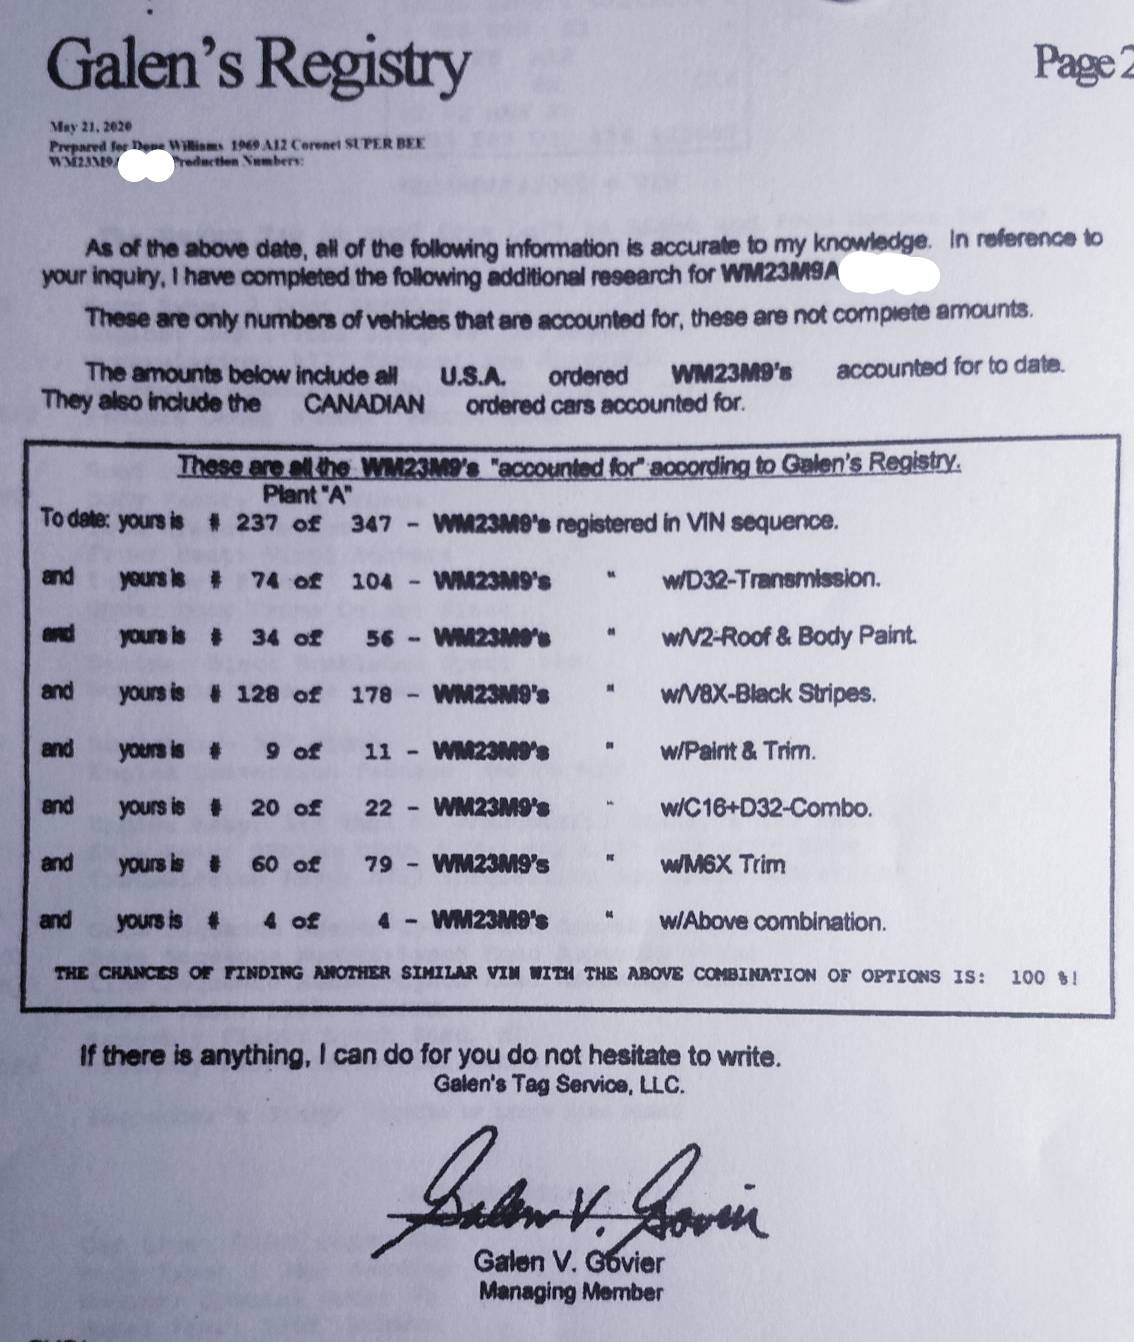 Galen's Registry Page 2
May 21, 2020
Prepared for Williams 1969 A12 Coronet SUPER BEE
WM23M9 Production Numbers:
As of the above date, all of the following information is accurate to my knowledge. In reference to
your inquiry, I have completed the following additional research for WM23M9A
These are only numbers of vehicles that are accounted for, these are not complete amounts.
The amounts below include all U.S.A. ordered WM23M9's accounted for to date.
They also include the CANADIAN ordered cars accounted for.
These are all the WM23M9's "accounted for" according to Galen's Registry.
Plant "A"
To date: yours is # 237 of 347 - WM23M9's registered in VIN sequence.
and yours is # 74 of 104 - WM23M9's " w/D32-Transmission.
and yours is # 34 of 56 - WM23M9's " w/V2-Roof & Body Paint.
and yours is # 128 of 178 - WM23M9's " w/V8X-Black Stripes.
and yours is # 9 of 11 - WM23M9's " w/Paint & Trim.
and yours is # 20 of 22 - WM23M9's " w/C16+D32-Combo.
and yours is # 60 of 79 - WM23M9's " w/M6X Trim
and yours is # 4 of 4 - WM23M9's " w/Above combination.
THE CHANCES OF FINDING ANOTHER SIMILAR VIN WITH THE ABOVE COMBINATION OF OPTIONS IS: 100 %!
If there is anything, I can do for you do not hesitate to write.
Galen's Tag Service, LLC.
Galen V. Govier
Galen V. Govier
Managing Member